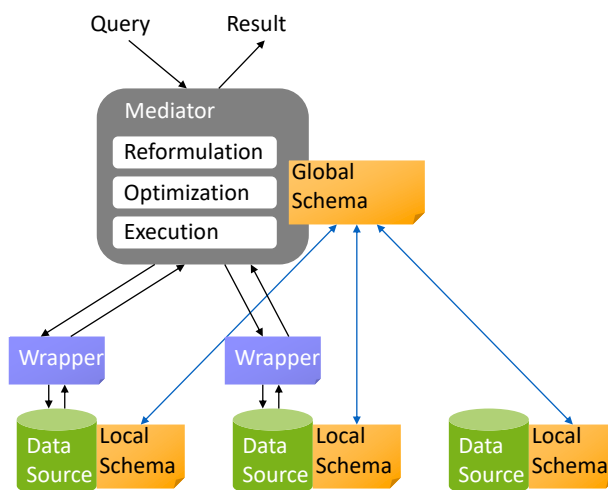 Query
Result
Mediator
Reformulation
Optimization
Execution
Global
Schema
Wrapper
Wrapper
Data
Source
Local
Schema
Data
Source
Local
Schema
Data
Source
Local
Schema